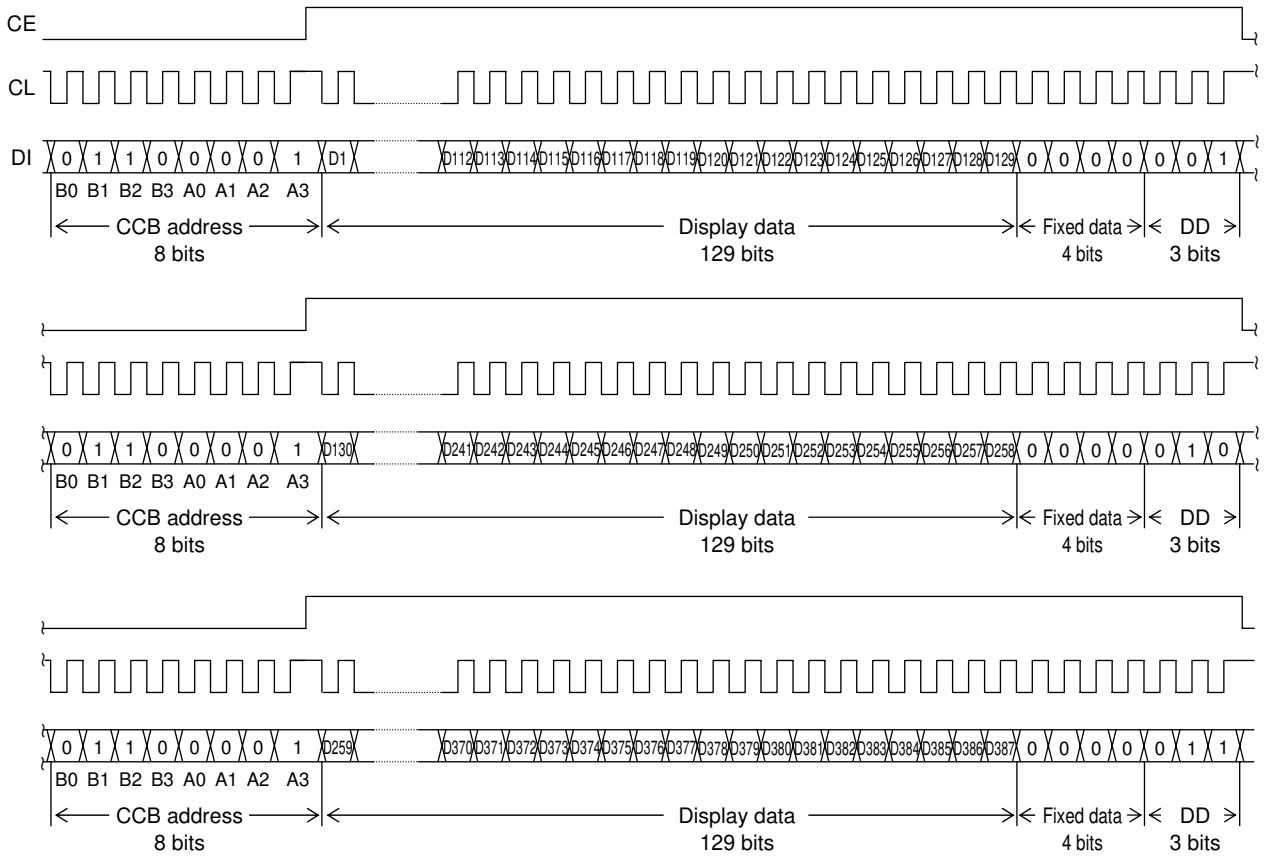 CE
CL
DI 0 1 1 0 0 0 0 1 D1 D112 D113 D114 D115 D116 D117 D118 D119 D120 D121 D122 D123 D124 D125 D126 D127 D128 D129 0 0 0 0 0 0 1
B0 B1 B2 B3 A0 A1 A2 A3
CCB address Display data Fixed data DD
8 bits 129 bits 4 bits 3 bits
0 1 1 0 0 0 0 1 D130 D241 D242 D243 D244 D245 D246 D247 D248 D249 D250 D251 D252 D253 D254 D255 D256 D257 D258 0 0 0 0 0 1 0
B0 B1 B2 B3 A0 A1 A2 A3
CCB address Display data Fixed data DD
8 bits 129 bits 4 bits 3 bits
0 1 1 0 0 0 0 1 D259 D370 D371 D372 D373 D374 D375 D376 D377 D378 D379 D380 D381 D382 D383 D384 D385 D386 D387 0 0 0 0 0 1 1
B0 B1 B2 B3 A0 A1 A2 A3
CCB address Display data Fixed data DD
8 bits 129 bits 4 bits 3 bits